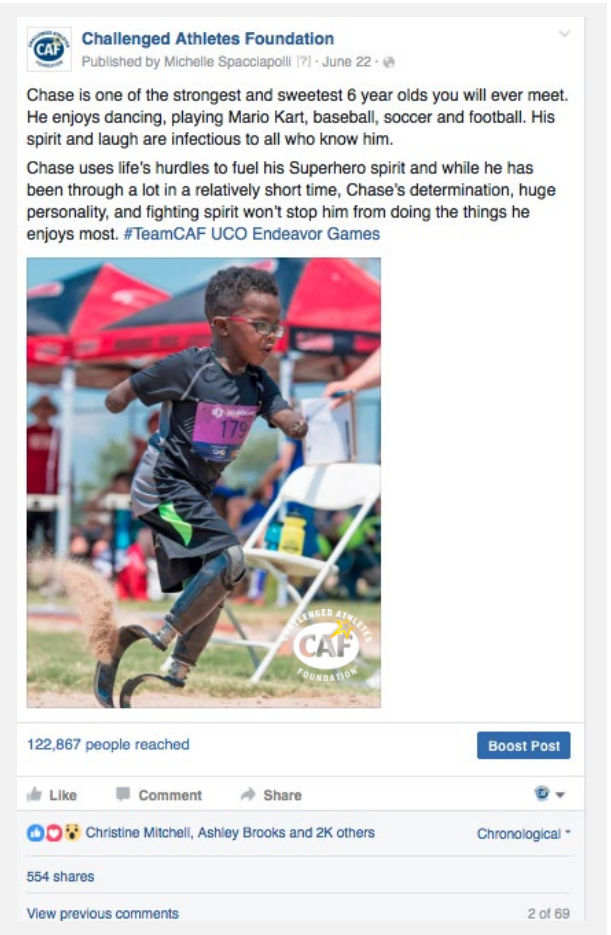 CHALLENGED ATHLETES
CAF
FOUNDATION
Challenged Athletes Foundation
Published by Michelle Spacciapolli [?] · June 22 ·
Chase is one of the strongest and sweetest 6 year olds you will ever meet.
He enjoys dancing, playing Mario Kart, baseball, soccer and football. His
spirit and laugh are infectious to all who know him.
Chase uses life's hurdles to fuel his Superhero spirit and while he has
been through a lot in a relatively short time, Chase's determination, huge
personality, and fighting spirit won't stop him from doing the things he
enjoys most. #TeamCAF UCO Endeavor Games
179
CHALLENGED ATHLETES
CAF
FOUNDATION
122,867 people reached
Boost Post
Like
Comment
Share
Christine Mitchell, Ashley Brooks and 2K others
Chronological
554 shares
View previous comments
2 of 69